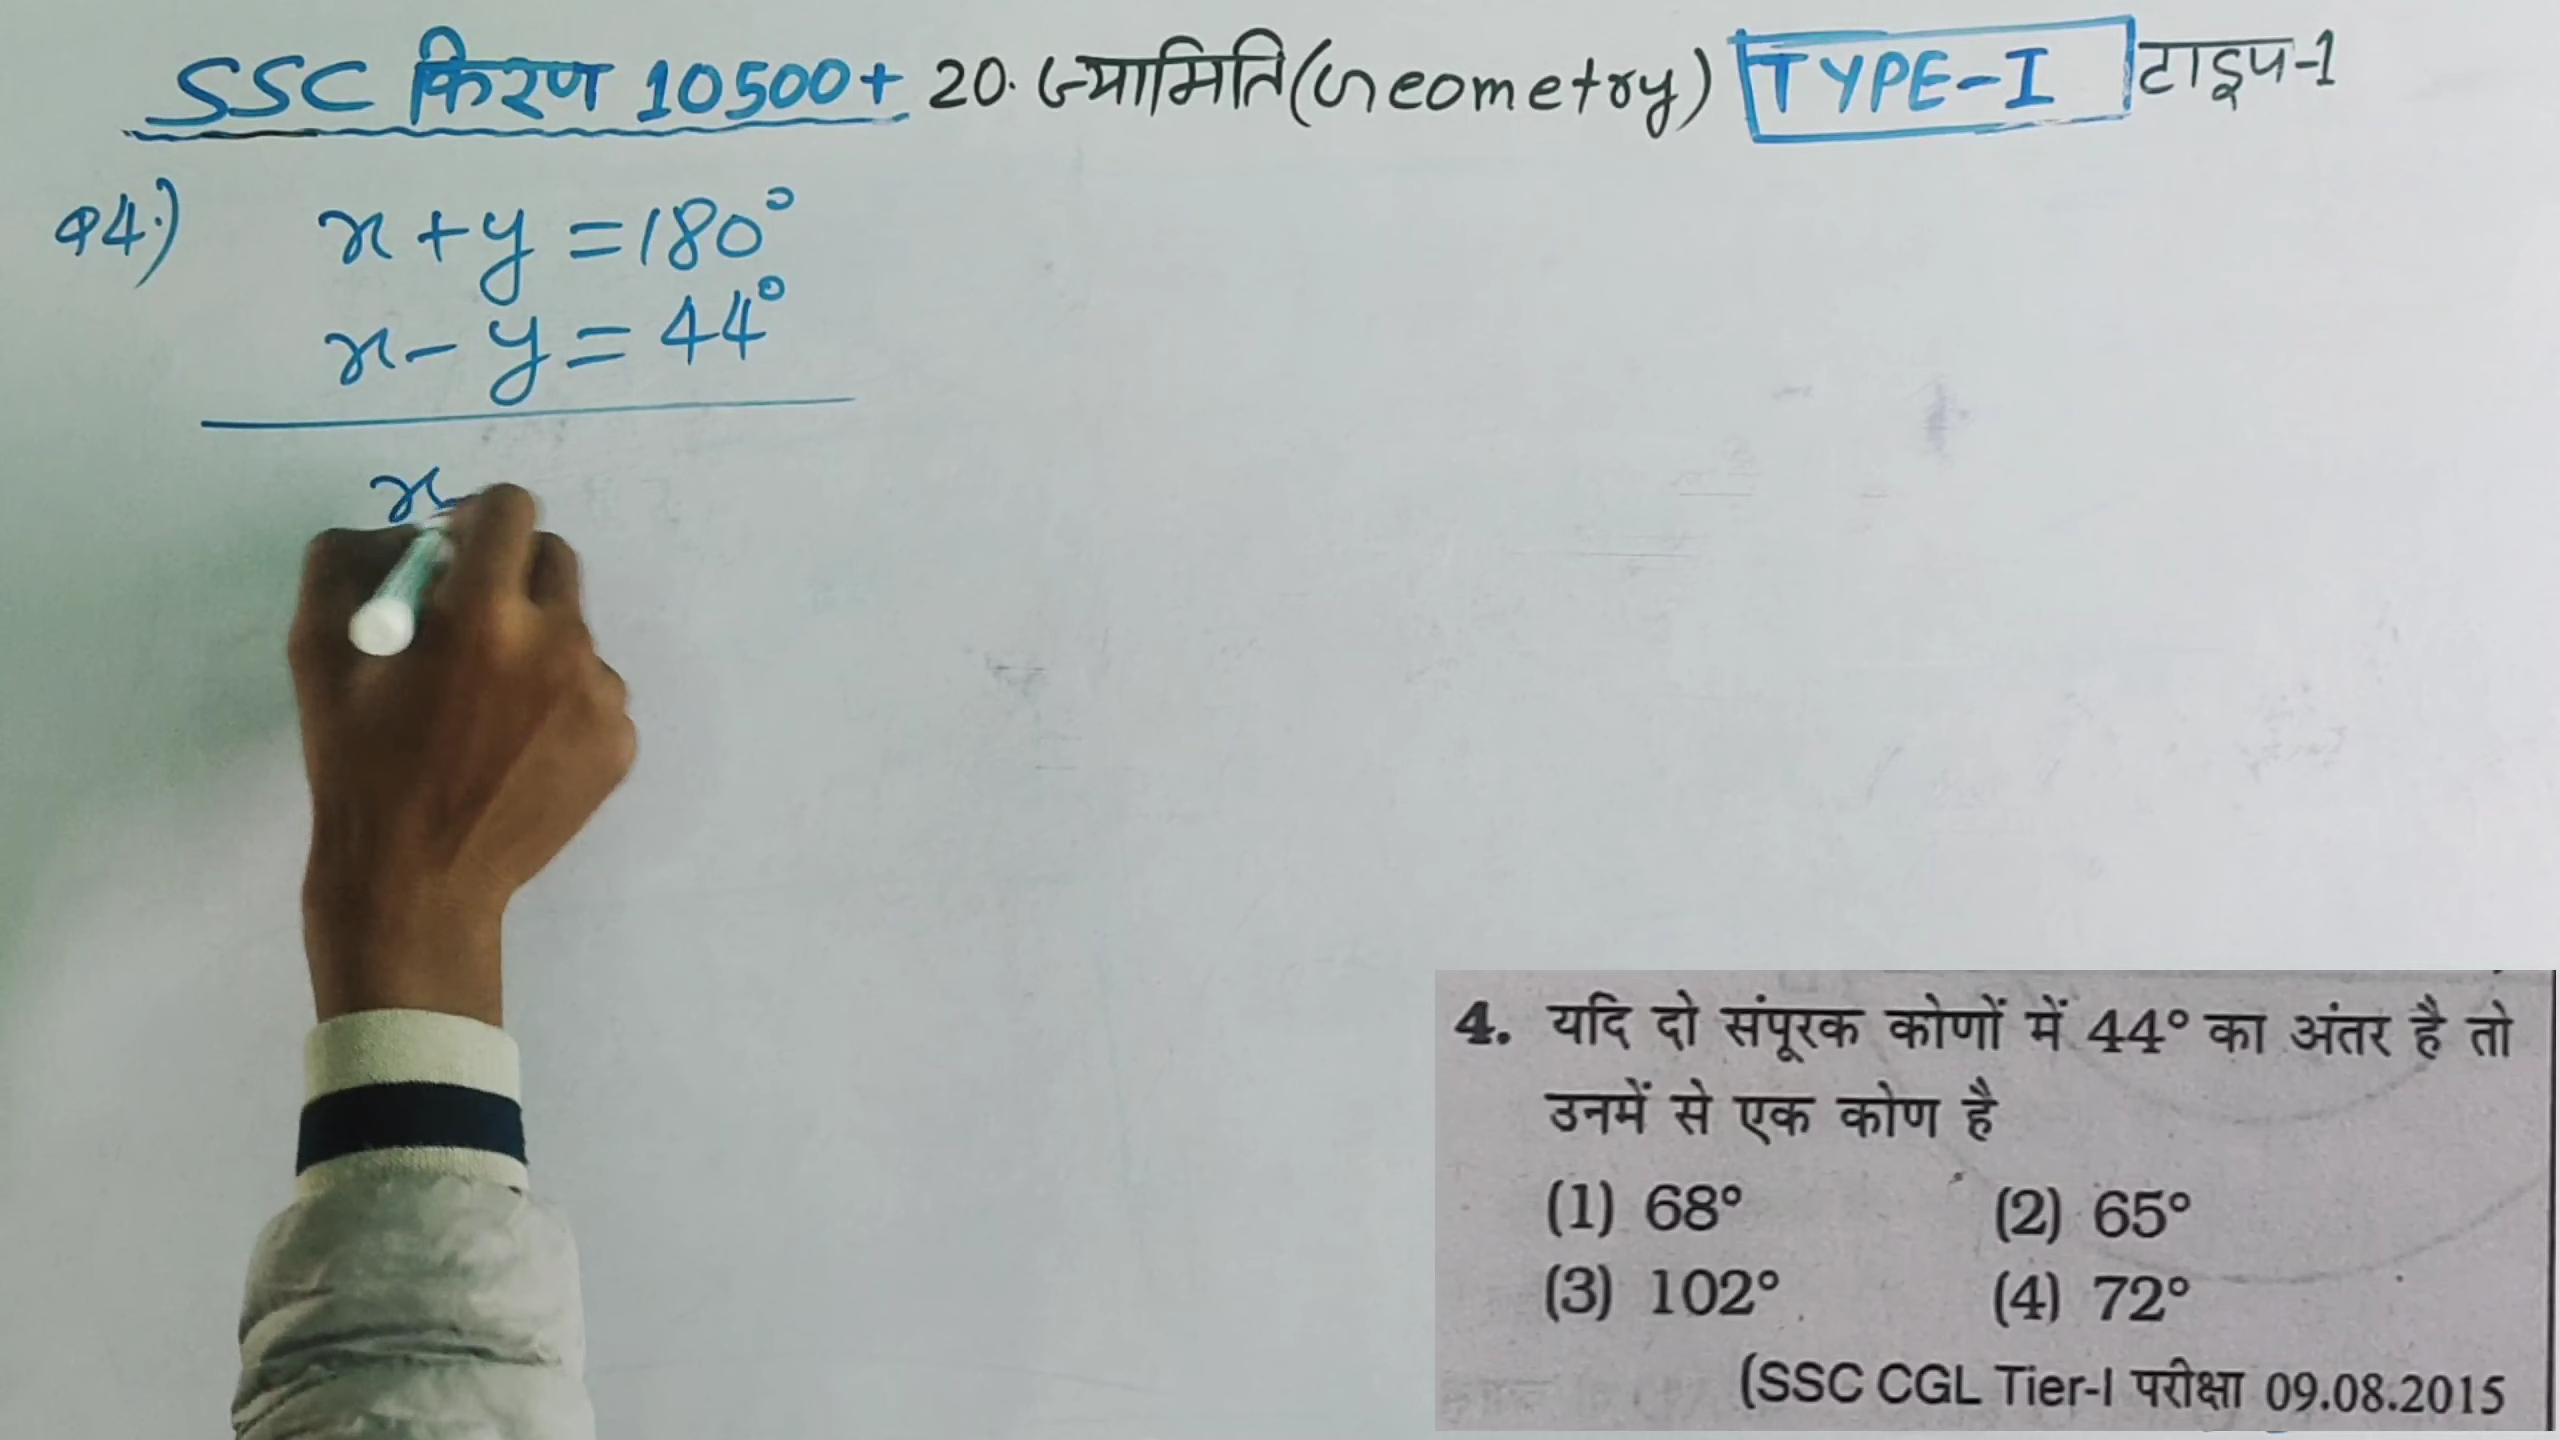 SSC किरण 10500+ 20. ज्यामिति (Geometry) TYPE-I टाइप-1
Q4.) x + y = 180°
x - y = 44°
x
4. यदि दो संपूरक कोणों में 44° का अंतर है तो
उनमें से एक कोण है
(1) 68° (2) 65°
(3) 102° (4) 72°
(SSC CGL Tier-I परीक्षा 09.08.2015